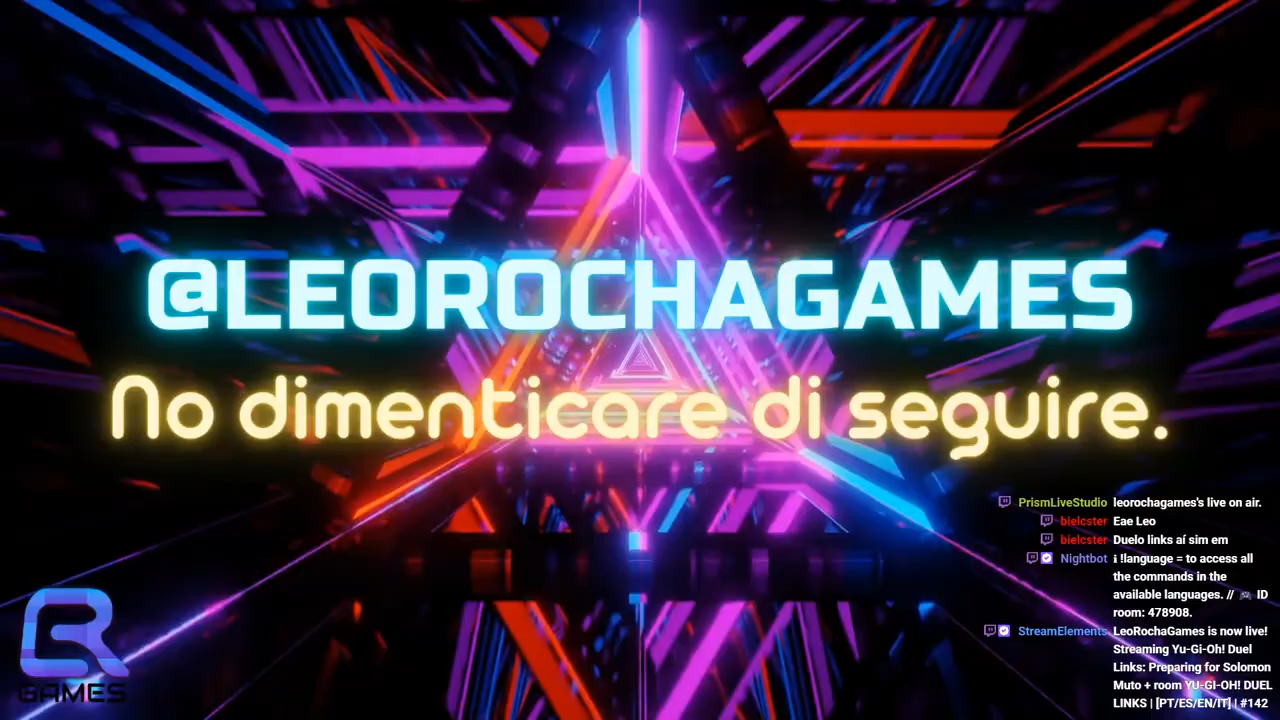 @LEOROCHAGAMES
No dimenticare di seguire.
PrismLiveStudio leorochagames's live on air.
bielcster Eae Leo
bielcster Duelo links aí sim em
Nightbot ℹ !language = to access all
the commands in the
available languages. // 🎮 ID
room: 478908.
StreamElements LeoRochaGames is now live!
Streaming Yu-Gi-Oh! Duel
Links: Preparing for Solomon
Muto + room YU-GI-OH! DUEL
LINKS | [PT/ES/EN/IT] | #142
GAMES